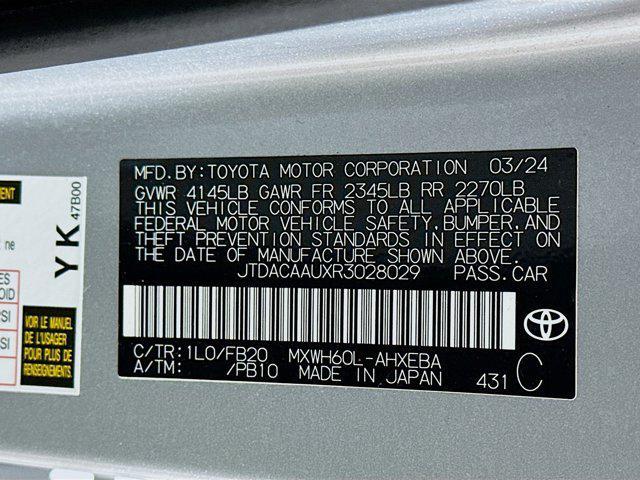 MFD.BY:TOYOTA MOTOR CORPORATION 03/24
GVWR 4145LB GAWR FR 2345LB RR 2270LB
THIS VEHICLE CONFORMS TO ALL APPLICABLE
FEDERAL MOTOR VEHICLE SAFETY,BUMPER,AND
THEFT PREVENTION STANDARDS IN EFFECT ON
THE DATE OF MANUFACTURE SHOWN ABOVE.
JTDACAAUXR3028029 PASS.CAR
C/TR:1L0/FB20 MXWH60L-AHXEBA
A/TM: /PB10 MADE IN JAPAN 431 C
YK 47B00
VOIR LE MANUEL
DE L'USAGER
POUR PLUS DE
RENSEIGNEMENTS.